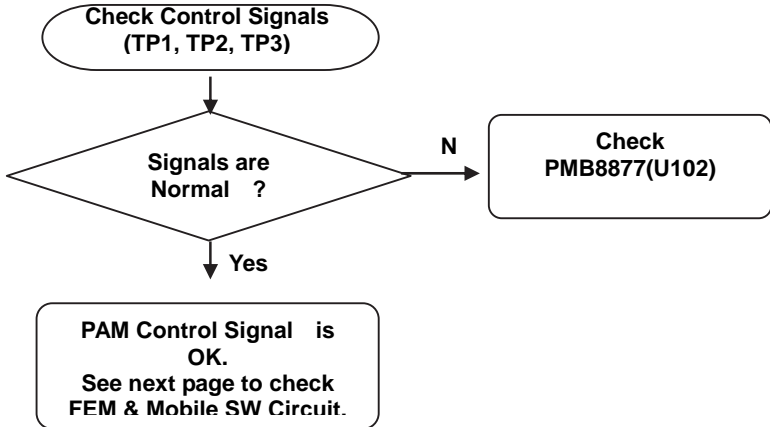 Check Control Signals
(TP1, TP2, TP3)
Signals are
Normal ?
N
Check
PMB8877(U102)
Yes
PAM Control Signal is
OK.
See next page to check
FEM & Mobile SW Circuit.